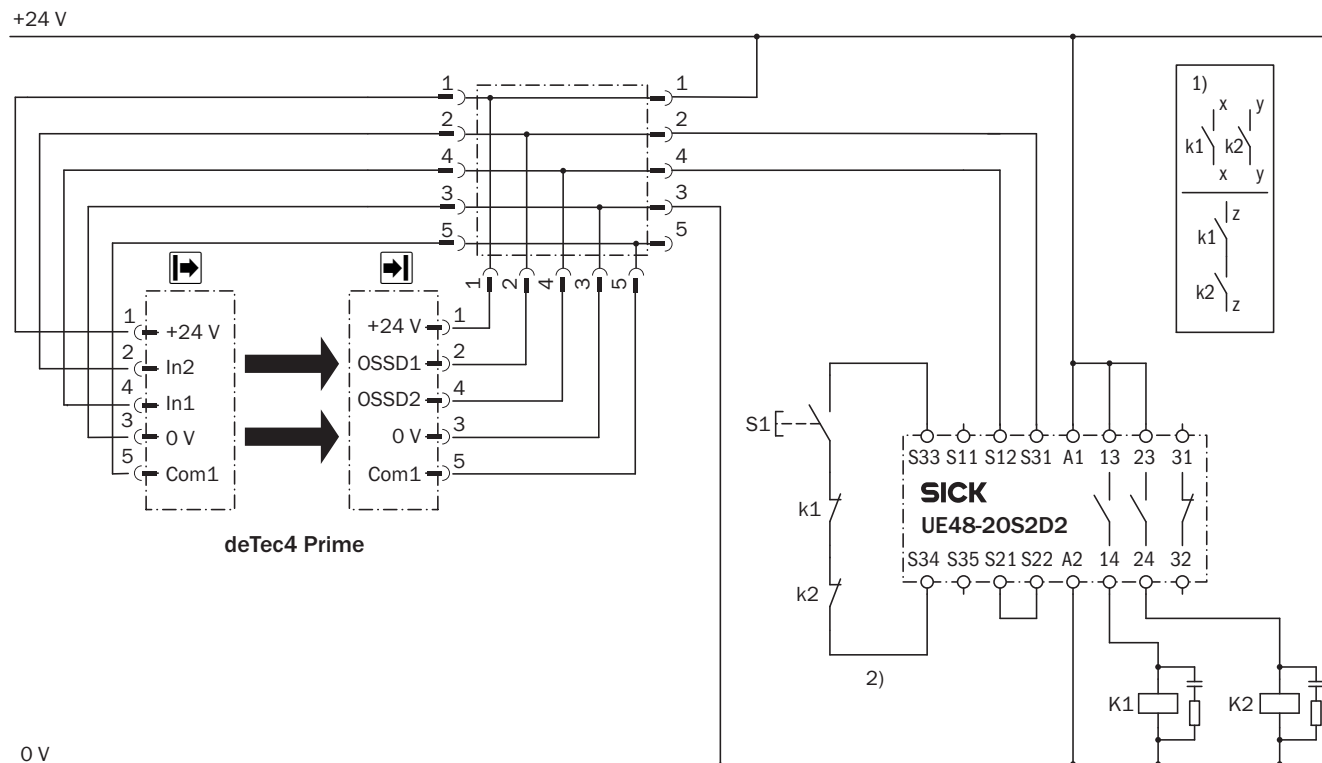 +24 V
1 1
2 2
4 4
3 3
5 5
1 2 4 3 5
1 +24 V
2 In2
4 In1
3 0 V
5 Com1
+24 V 1
OSSD1 2
OSSD2 4
0 V 3
Com1 5
deTec4 Prime
1)
x y
k1 k2
x y
z
k1
k2
z
S1
k1
k2
2)
S33 S11 S12 S31 A1 13 23 31
SICK
UE48-20S2D2
S34 S35 S21 S22 A2 14 24 32
K1 K2
0 V